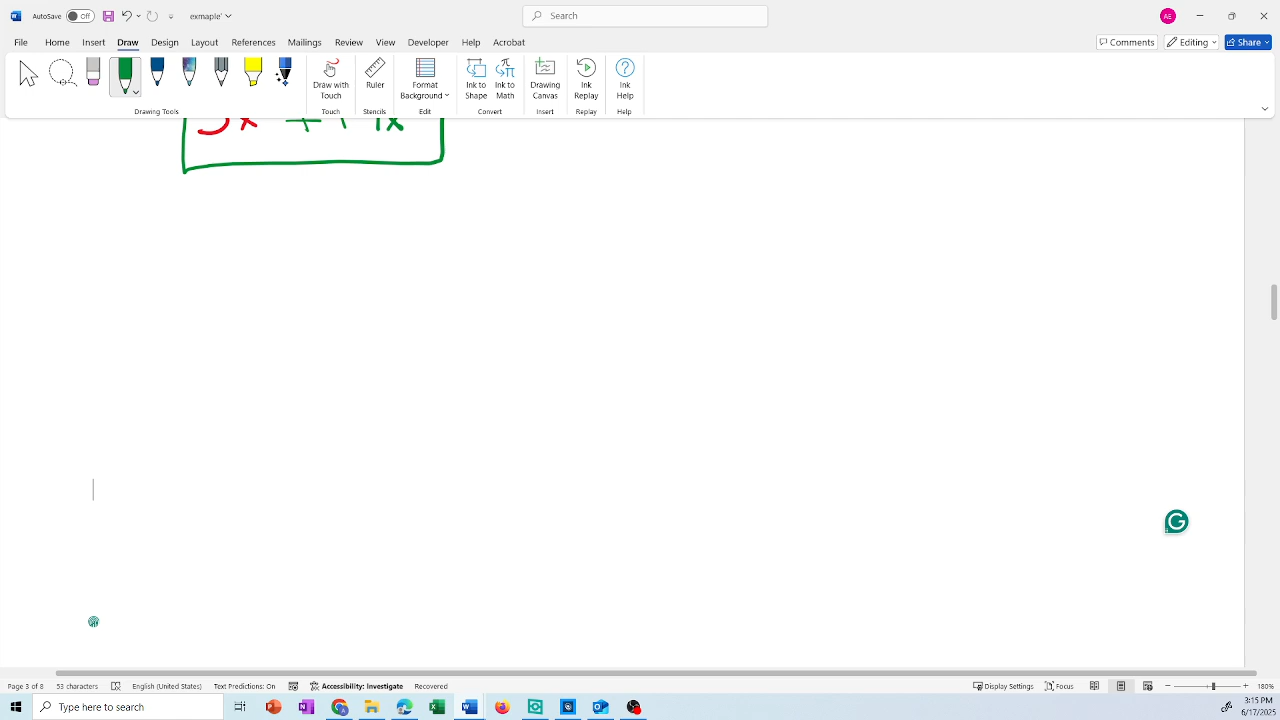 AutoSave Off exmaple' Search AE
File Home Insert Draw Design Layout References Mailings Review View Developer Help Acrobat Comments Editing Share
Draw with Touch Ruler Format Background Ink to Shape Ink to Math Drawing Canvas Ink Replay Ink Help
Drawing Tools Touch Stencils Edit Convert Insert Replay Help
Page 3 of 8 53 characters English (United States) Text Predictions: On Accessibility: Investigate Recovered Display Settings Focus 180%
Type here to search 3:15 PM
6/17/2025